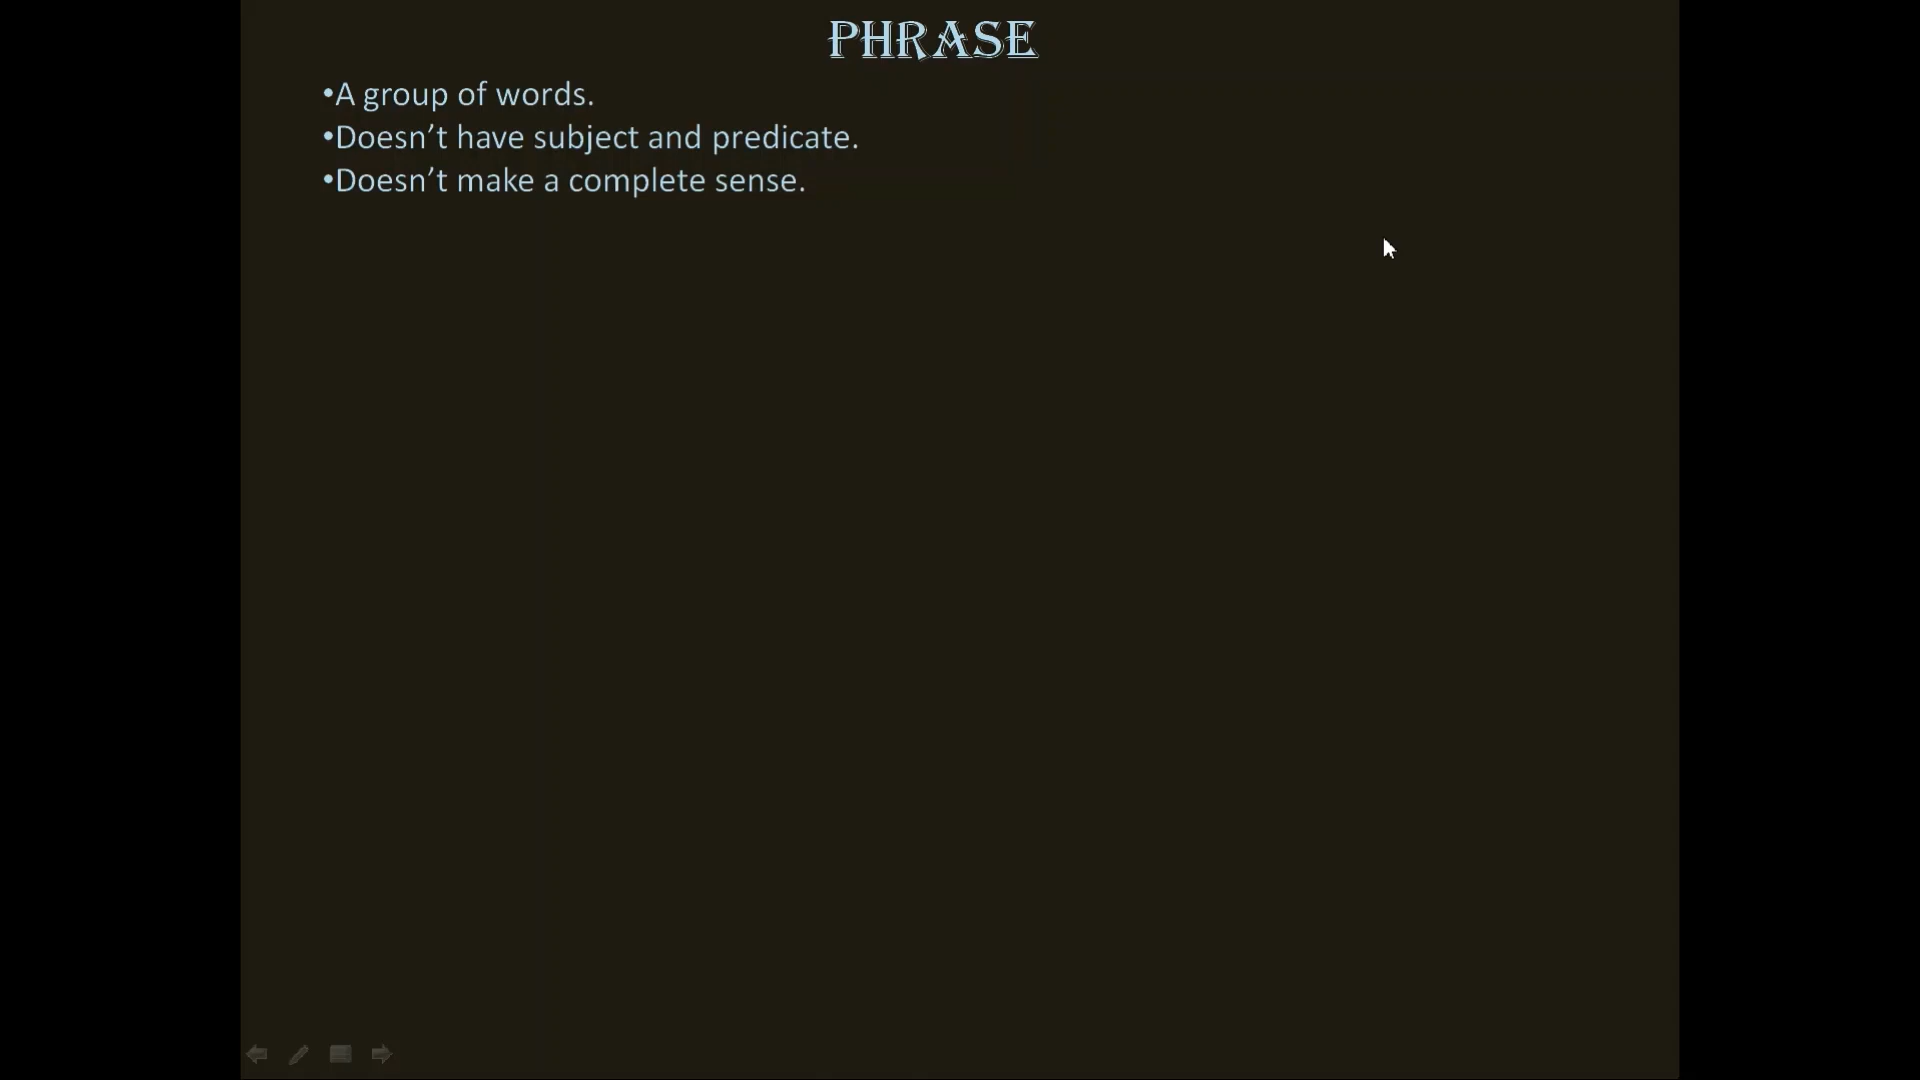 PHRASE
•A group of words.
•Doesn’t have subject and predicate.
•Doesn’t make a complete sense.